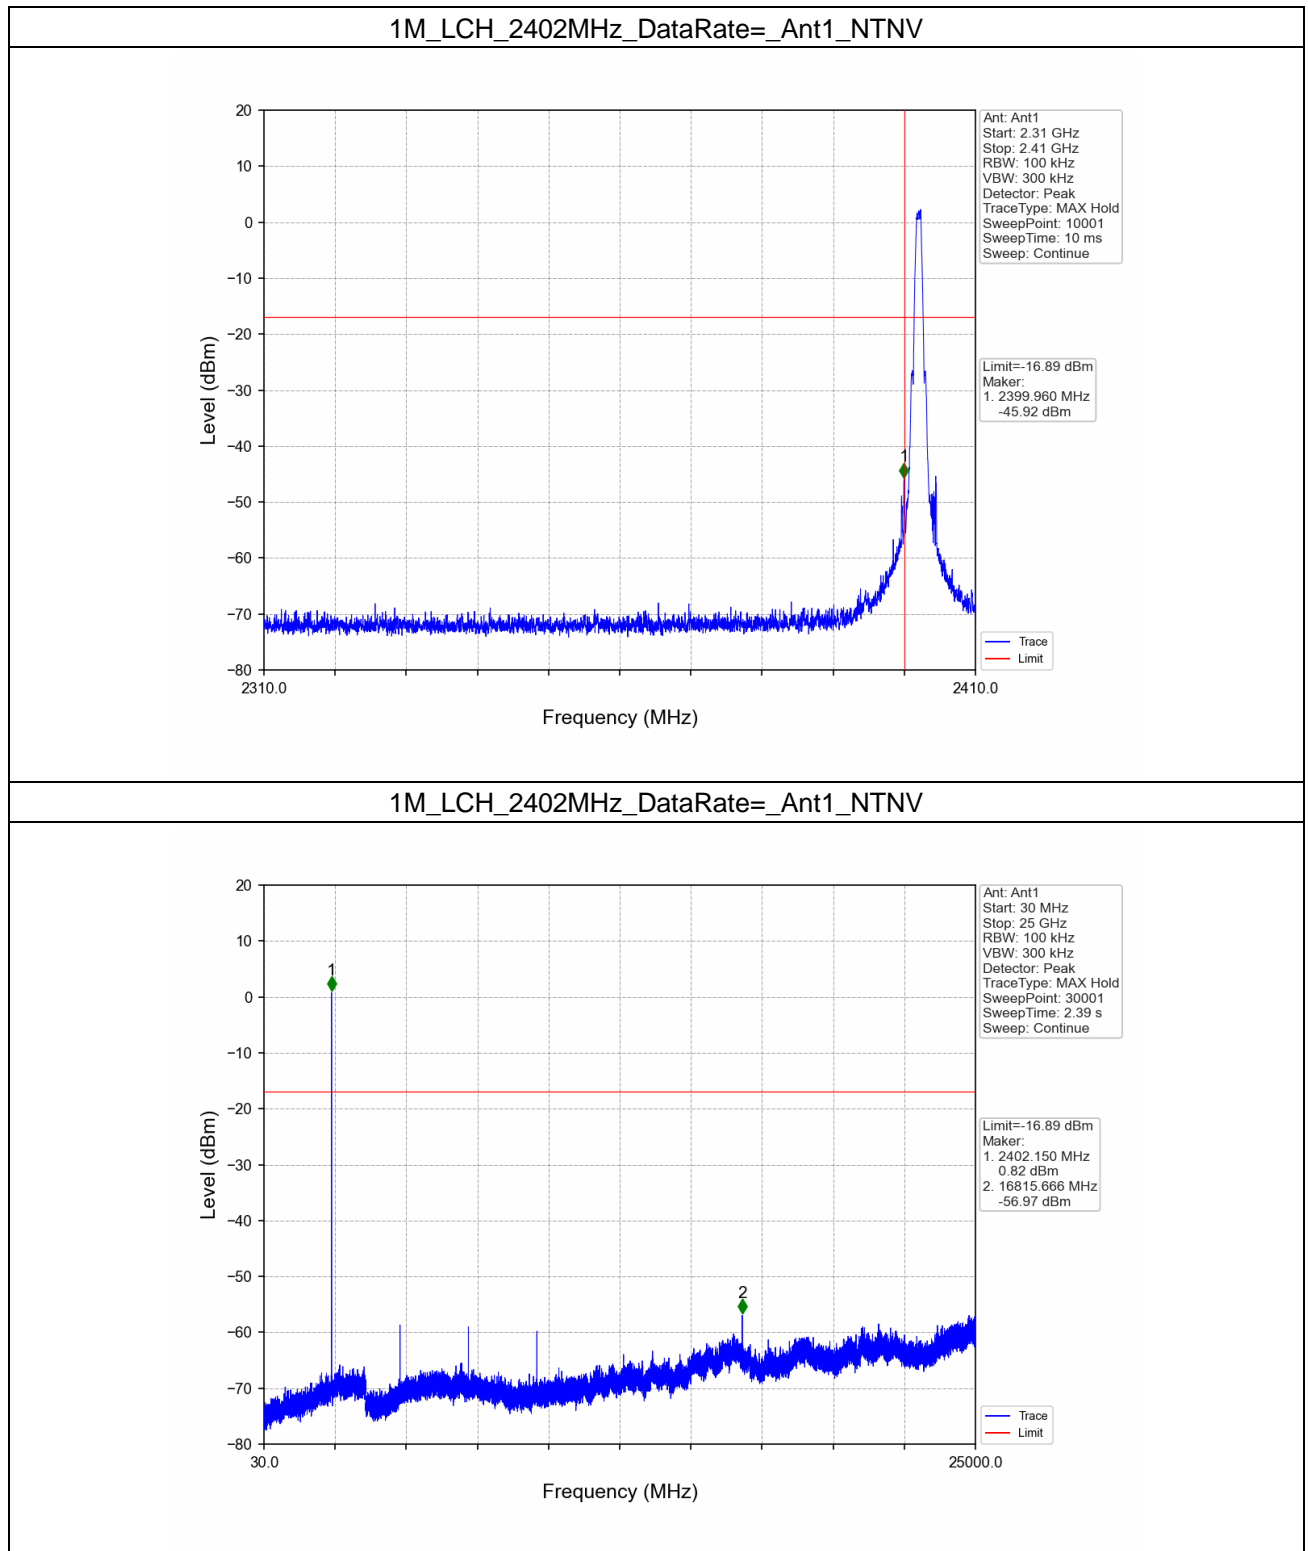 1M_LCH_2402MHz_DataRate=_Ant1_NTNV
20
10
0
−10
−20
−30
−40
−50
−60
−70
−80
Level (dBm)
1
2310.0
2410.0
Frequency (MHz)
Ant: Ant1
Start: 2.31 GHz
Stop: 2.41 GHz
RBW: 100 kHz
VBW: 300 kHz
Detector: Peak
TraceType: MAX Hold
SweepPoint: 10001
SweepTime: 10 ms
Sweep: Continue
Limit=-16.89 dBm
Maker:
1. 2399.960 MHz
-45.92 dBm
Trace
Limit
1M_LCH_2402MHz_DataRate=_Ant1_NTNV
20
10
0
−10
−20
−30
−40
−50
−60
−70
−80
Level (dBm)
1
2
30.0
25000.0
Frequency (MHz)
Ant: Ant1
Start: 30 MHz
Stop: 25 GHz
RBW: 100 kHz
VBW: 300 kHz
Detector: Peak
TraceType: MAX Hold
SweepPoint: 30001
SweepTime: 2.39 s
Sweep: Continue
Limit=-16.89 dBm
Maker:
1. 2402.150 MHz
0.82 dBm
2. 16815.666 MHz
-56.97 dBm
Trace
Limit